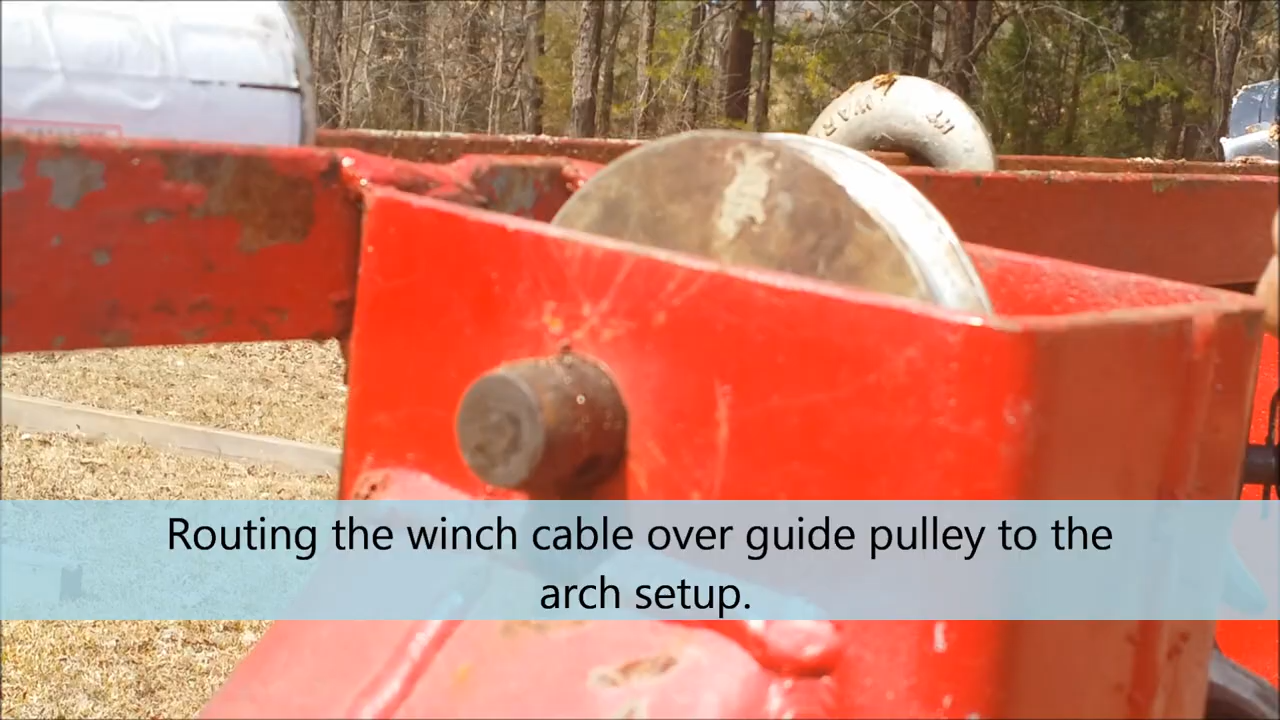 Routing the winch cable over guide pulley to the
arch setup.